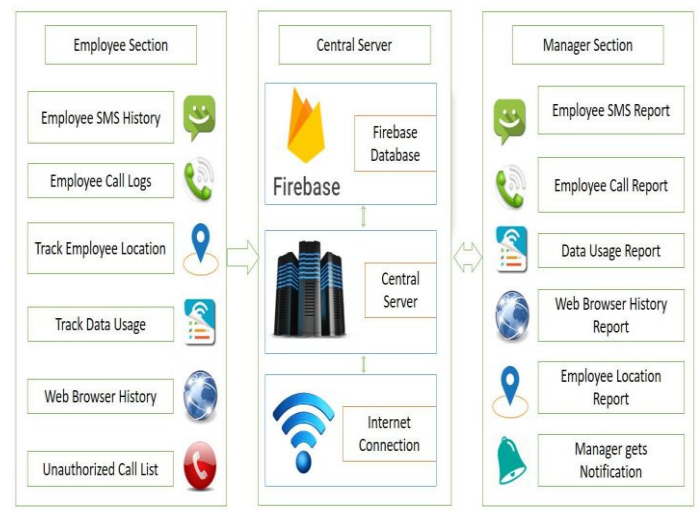 Employee Section
Employee SMS History
Employee Call Logs
Track Employee Location
Track Data Usage
Web Browser History
Unauthorized Call List
Central Server
Firebase
Firebase
Database
Central
Server
Internet
Connection
Manager Section
Employee SMS Report
Employee Call Report
Data Usage Report
Web Browser History
Report
Employee Location
Report
Manager gets
Notification